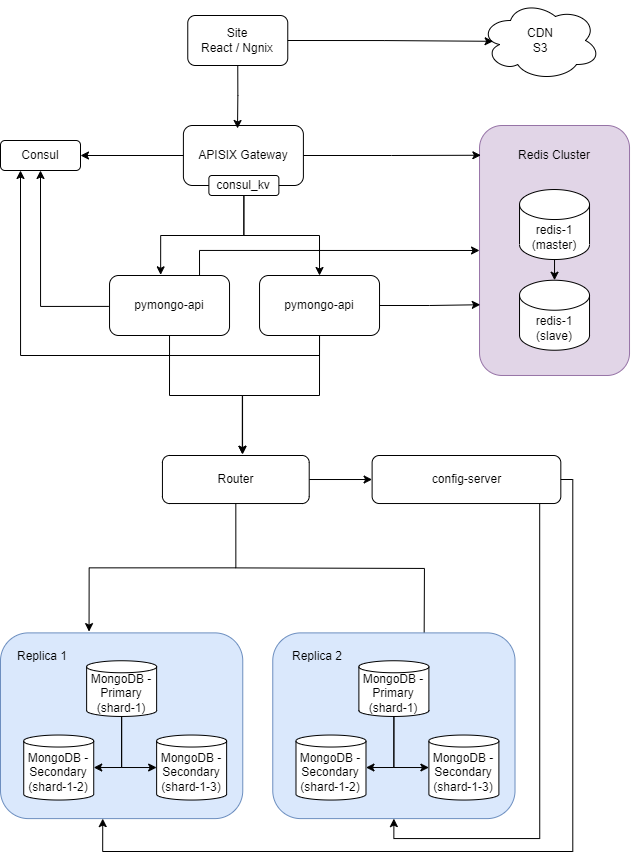 Site
React / Ngnix
CDN
S3
Consul
APISIX Gateway
consul_kv
Redis Cluster
redis-1
(master)
redis-1
(slave)
pymongo-api
pymongo-api
Router
config-server
Replica 1
MongoDB -
Primary
(shard-1)
MongoDB -
Secondary
(shard-1-2)
MongoDB -
Secondary
(shard-1-3)
Replica 2
MongoDB -
Primary
(shard-1)
MongoDB -
Secondary
(shard-1-2)
MongoDB -
Secondary
(shard-1-3)